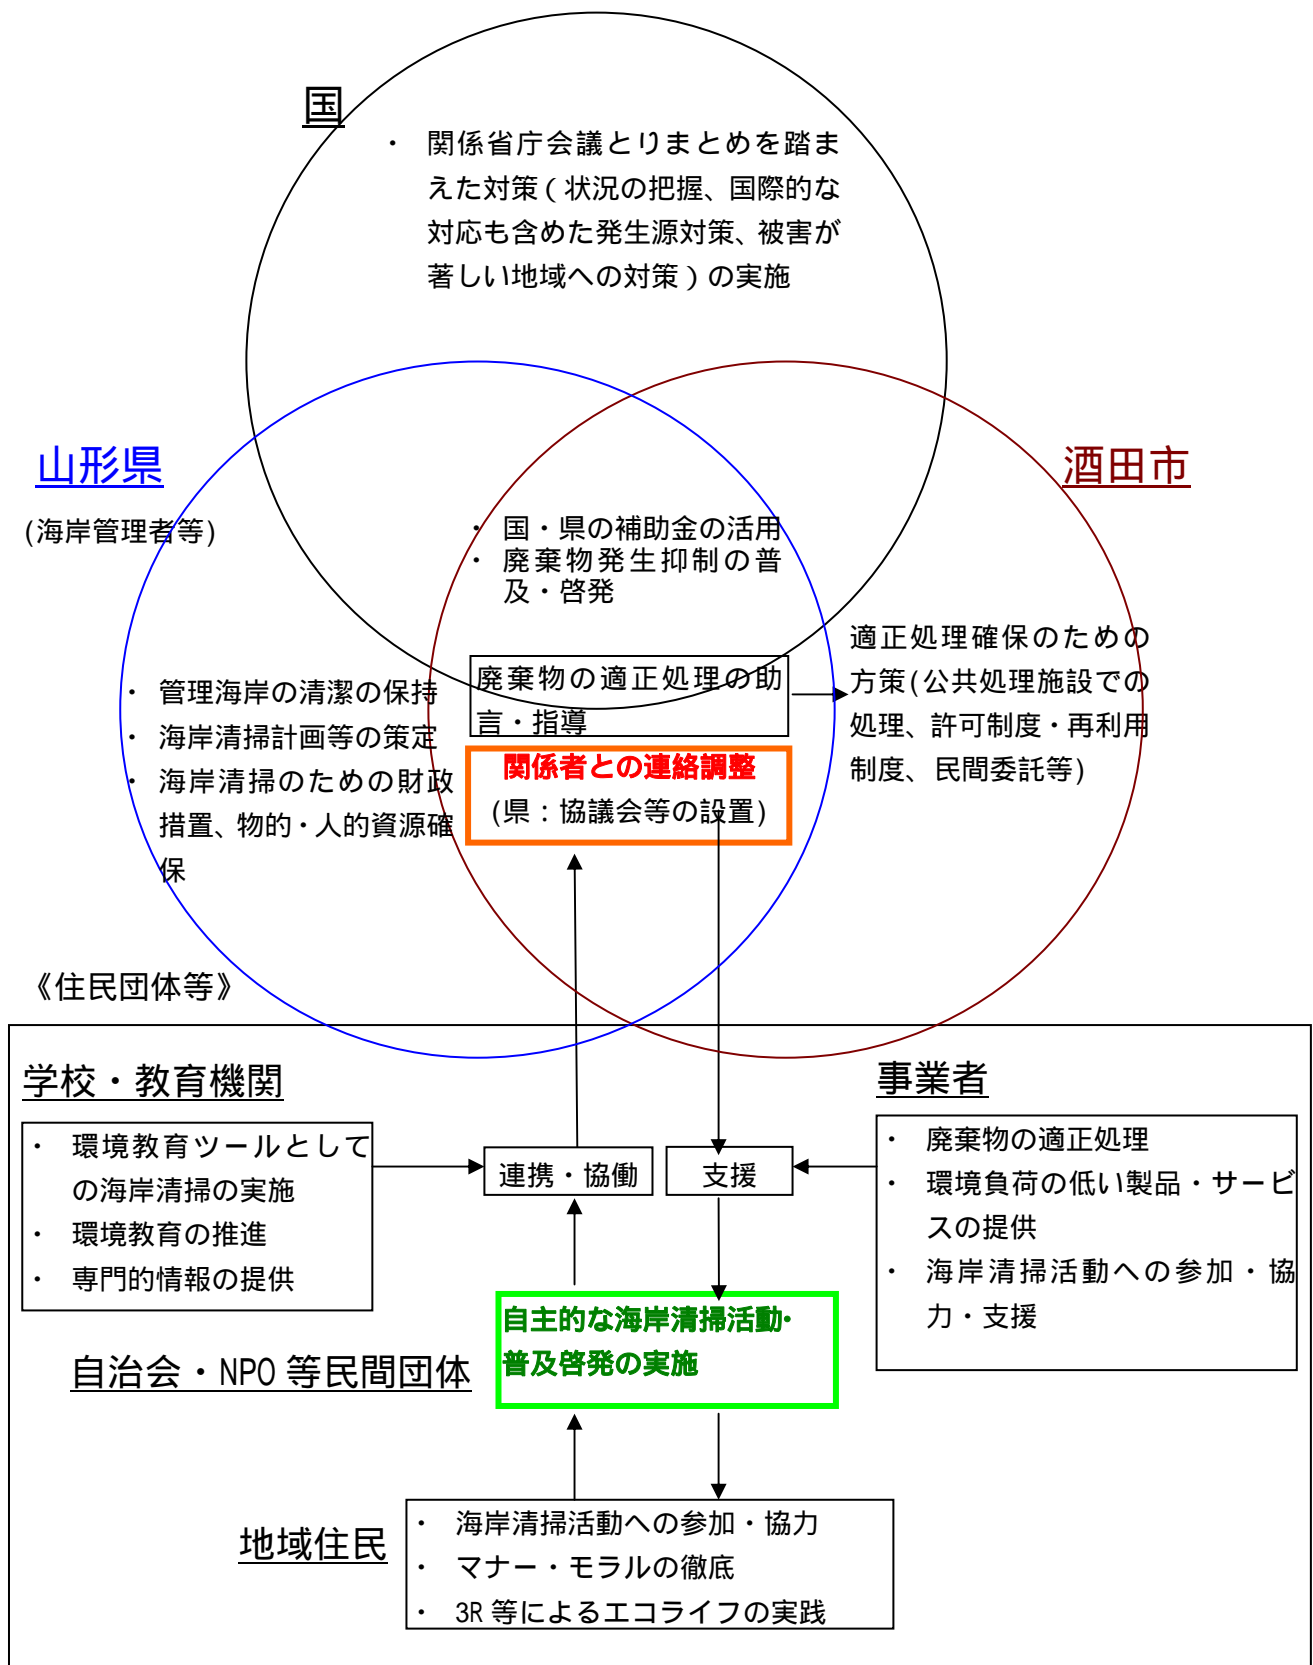 国
・ 関係省庁会議とりまとめを踏ま
えた対策(状況の把握、国際的な
対応も含めた発生源対策、被害が
著しい地域への対策)の実施
山形県
(海岸管理者等)
酒田市
・ 国・県の補助金の活用
・ 廃棄物発生抑制の普
及・啓発
廃棄物の適正処理の助
言・指導
適正処理確保のための
方策(公共処理施設での
処理、許可制度・再利用
制度、民間委託等)
・ 管理海岸の清潔の保持
・ 海岸清掃計画等の策定
・ 海岸清掃のための財政
措置、物的・人的資源確
保
関係者との連絡調整
(県:協議会等の設置)
《住民団体等》
学校・教育機関
・ 環境教育ツールとして
の海岸清掃の実施
・ 環境教育の推進
・ 専門的情報の提供
連携・協働
支援
事業者
・ 廃棄物の適正処理
・ 環境負荷の低い製品・サービ
スの提供
・ 海岸清掃活動への参加・協
力・支援
自治会・NPO等民間団体
自主的な海岸清掃活動・
普及啓発の実施
地域住民
・ 海岸清掃活動への参加・協力
・ マナー・モラルの徹底
・ 3R等によるエコライフの実践